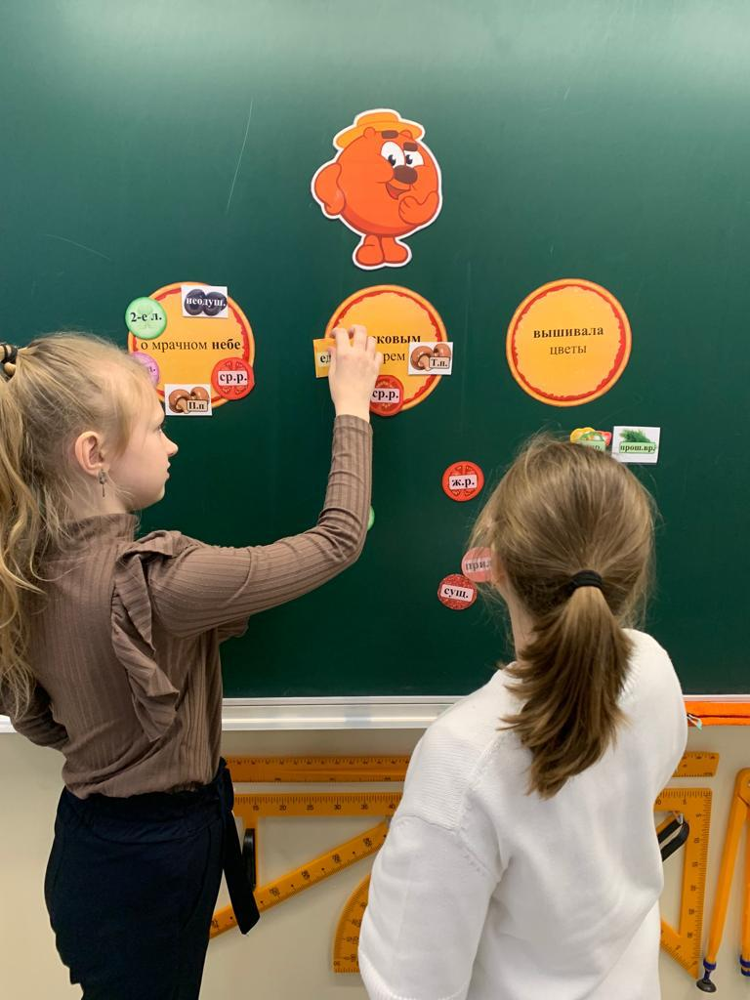 неодуш.
2-е л.
о мрачном небе
ср.р.
П.п
Т.п.
ср.р.
вышивала
цветы
прош.вр.
ж.р.
сущ.